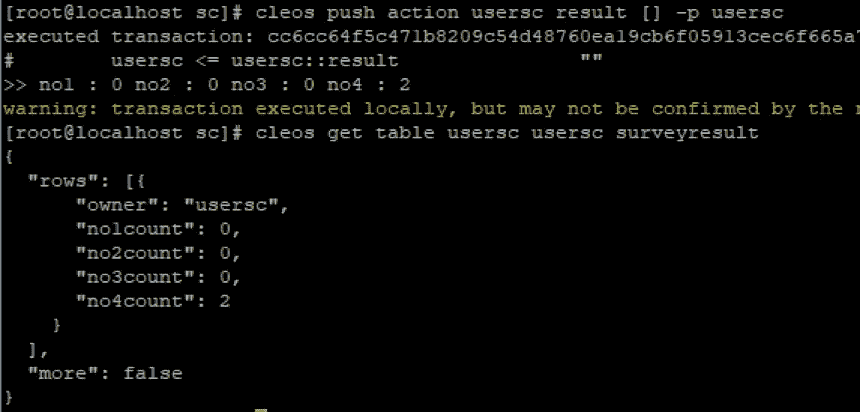 [root@localhost sc]# cleos push action usersc result [] -p usersc
executed transaction: cc6cc64f5c471b8209c54d48760ea19cb6f05913cec6f665a7
#         usersc <= usersc::result               ""
>> no1 : 0 no2 : 0 no3 : 0 no4 : 2
warning: transaction executed locally, but may not be confirmed by the
[root@localhost sc]# cleos get table usersc usersc surveyresult
{
  "rows": [{
      "owner": "usersc",
      "no1count": 0,
      "no2count": 0,
      "no3count": 0,
      "no4count": 2
    }
  ],
  "more": false
}